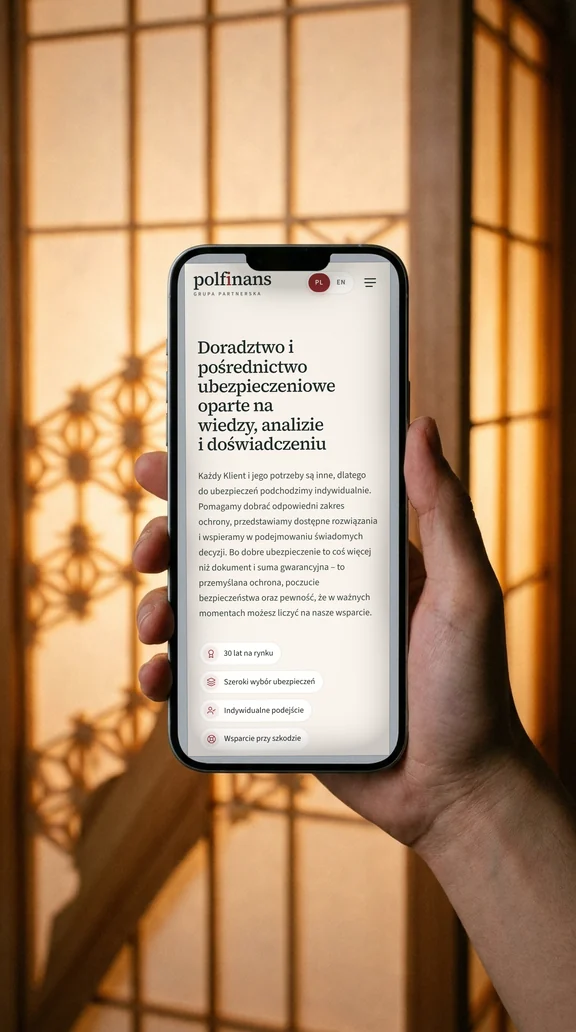 polfinans
GRUPA PARTNERSKA
PL EN
Doradztwo i
pośrednictwo
ubezpieczeniowe
oparte na
wiedzy, analizie
i doświadczeniu
Każdy Klient i jego potrzeby są inne, dlatego
do ubezpieczeń podchodzimy indywidualnie.
Pomagamy dobrać odpowiedni zakres
ochrony, przedstawiamy dostępne rozwiązania
i wspieramy w podejmowaniu świadomych
decyzji. Bo dobre ubezpieczenie to coś więcej
niż dokument i suma gwarancyjna – to
przemyślana ochrona, poczucie
bezpieczeństwa oraz pewność, że w ważnych
momentach możesz liczyć na nasze wsparcie.
30 lat na rynku
Szeroki wybór ubezpieczeń
Indywidualne podejście
Wsparcie przy szkodzie